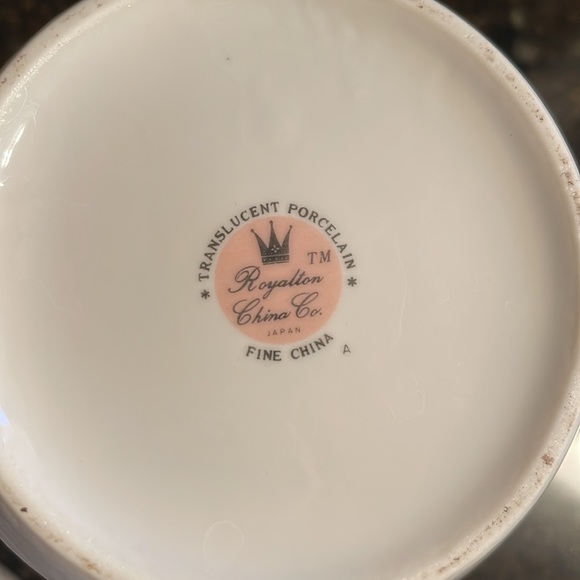 * TRANSLUCENT PORCELAIN *
TM
Royalton
China Co.
JAPAN
FINE CHINA
A